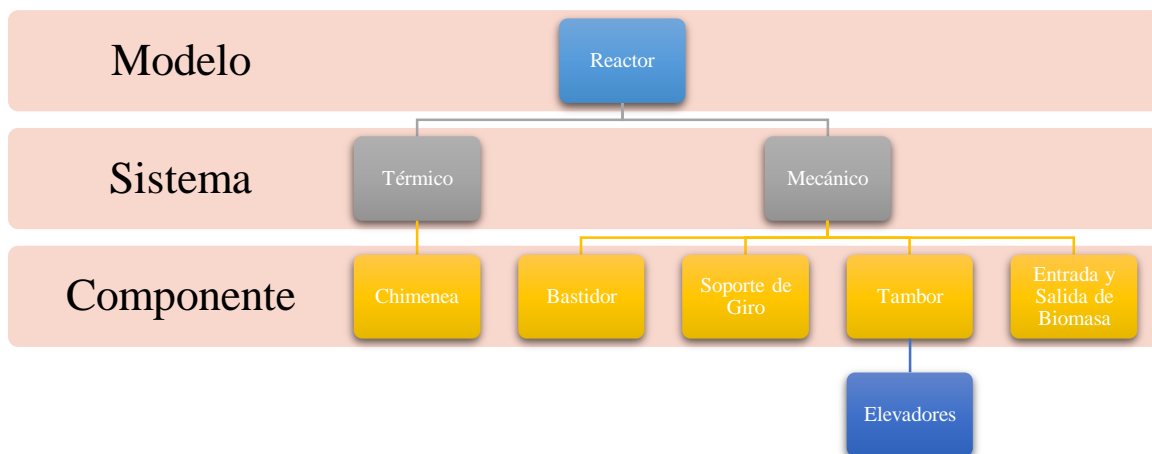 Modelo
Reactor
Sistema
Térmico
Mecánico
Componente
Chimenea
Bastidor
Soporte de
Giro
Tambor
Entrada y
Salida de
Biomasa
Elevadores